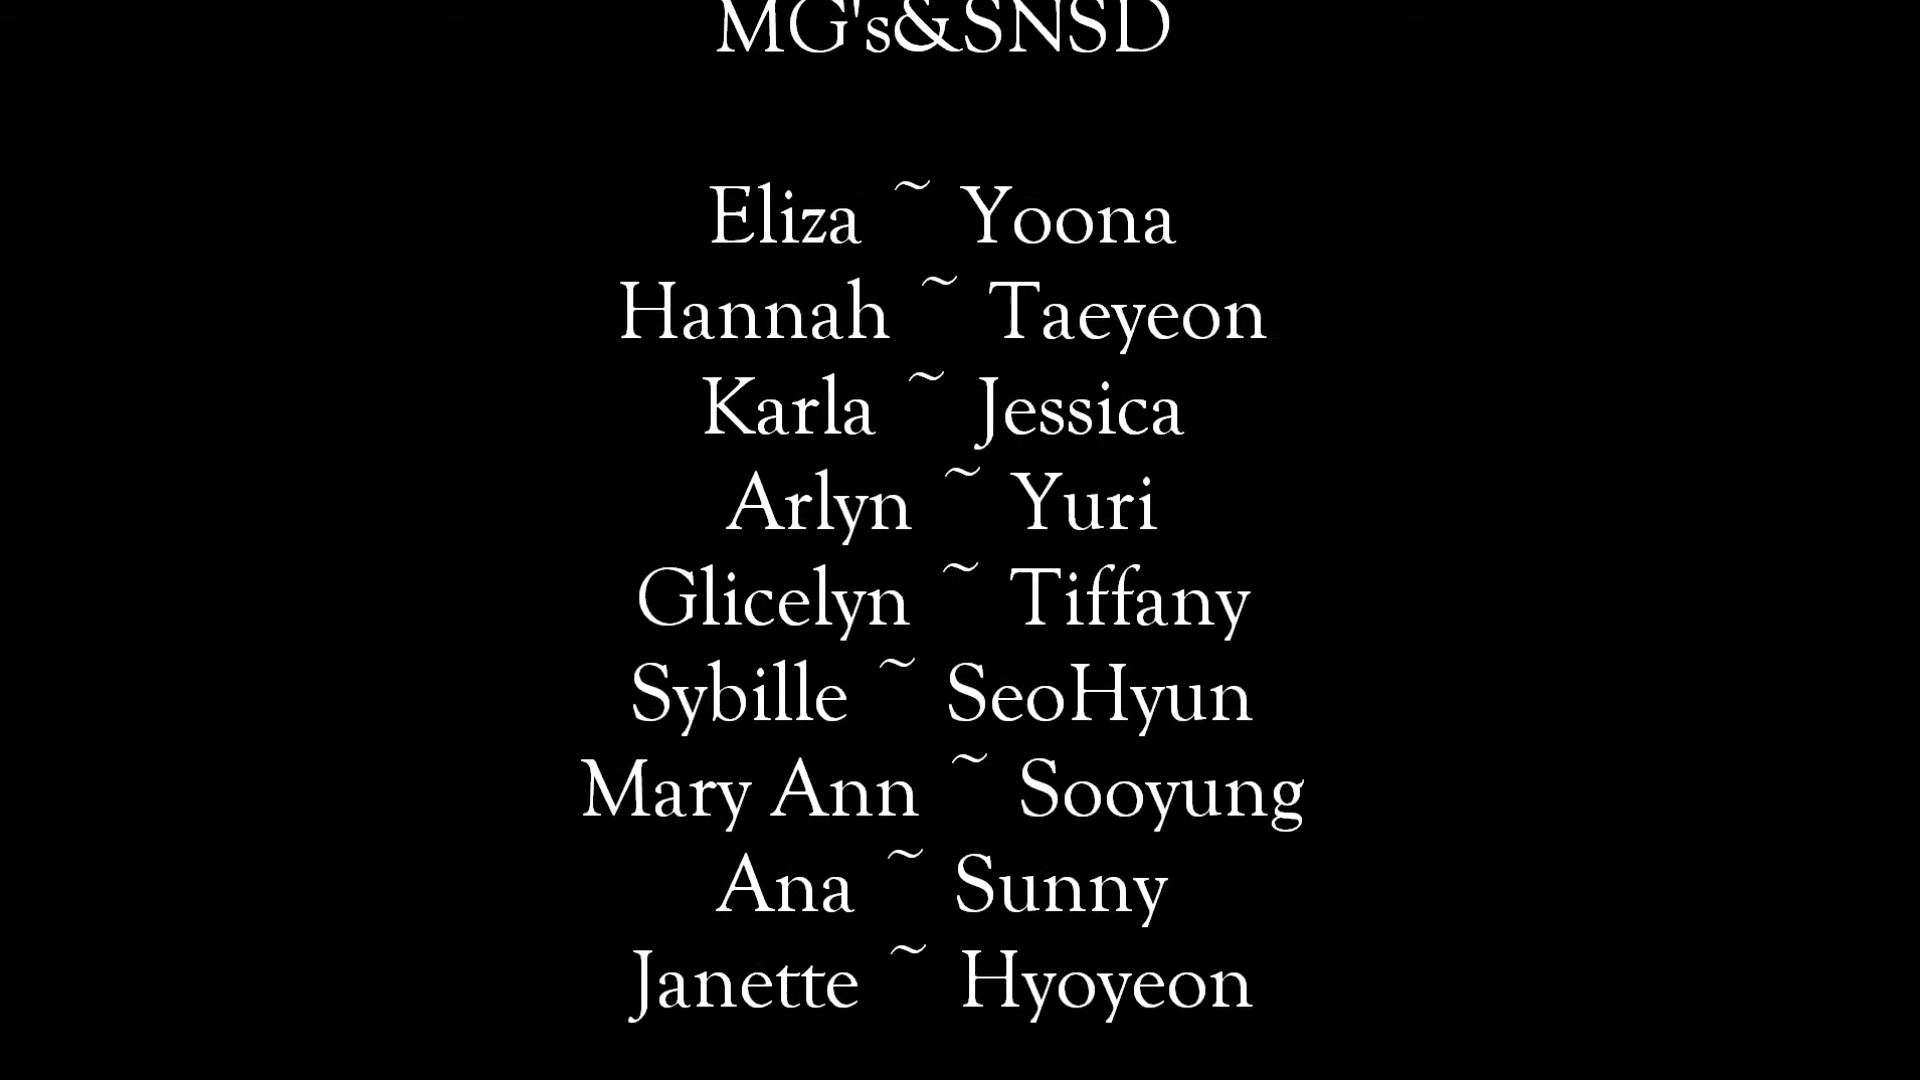 MG's&SNSD
Eliza ~ Yoona
Hannah ~ Taeyeon
Karla ~ Jessica
Arlyn ~ Yuri
Glicelyn ~ Tiffany
Sybille ~ SeoHyun
Mary Ann ~ Sooyung
Ana ~ Sunny
Janette ~ Hyoyeon